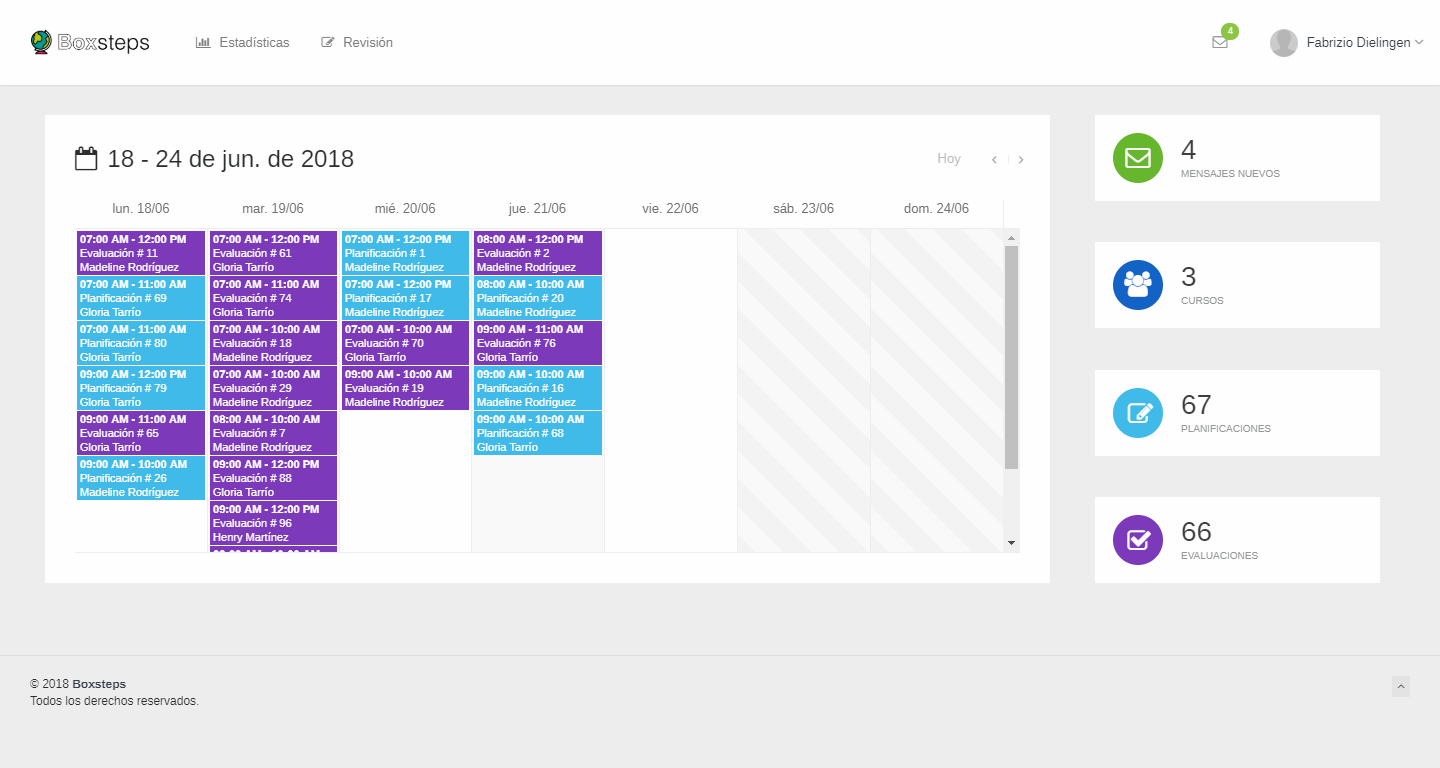 Boxsteps
Estadísticas
Revisión
4
Fabrizio Dielingen
18 - 24 de jun. de 2018
Hoy
lun. 18/06
mar. 19/06
mié. 20/06
jue. 21/06
vie. 22/06
sáb. 23/06
dom. 24/06
07:00 AM - 12:00 PM
Evaluación # 11
Madeline Rodríguez
07:00 AM - 11:00 AM
Planificación # 69
Gloria Tarrío
07:00 AM - 11:00 AM
Planificación # 80
Gloria Tarrío
09:00 AM - 12:00 PM
Planificación # 79
Gloria Tarrío
09:00 AM - 11:00 AM
Evaluación # 65
Gloria Tarrío
09:00 AM - 10:00 AM
Planificación # 26
Madeline Rodríguez
07:00 AM - 12:00 PM
Evaluación # 61
Gloria Tarrío
07:00 AM - 11:00 AM
Evaluación # 74
Gloria Tarrío
07:00 AM - 10:00 AM
Evaluación # 18
Madeline Rodríguez
07:00 AM - 10:00 AM
Evaluación # 29
Madeline Rodríguez
08:00 AM - 10:00 AM
Evaluación # 7
Madeline Rodríguez
09:00 AM - 12:00 PM
Evaluación # 88
Gloria Tarrío
09:00 AM - 12:00 PM
Evaluación # 96
Henry Martínez
07:00 AM - 12:00 PM
Planificación # 1
Madeline Rodríguez
07:00 AM - 12:00 PM
Planificación # 17
Madeline Rodríguez
07:00 AM - 10:00 AM
Evaluación # 70
Gloria Tarrío
09:00 AM - 10:00 AM
Evaluación # 19
Madeline Rodríguez
08:00 AM - 12:00 PM
Evaluación # 2
Madeline Rodríguez
08:00 AM - 10:00 AM
Planificación # 20
Madeline Rodríguez
09:00 AM - 11:00 AM
Evaluación # 76
Gloria Tarrío
09:00 AM - 10:00 AM
Planificación # 16
Madeline Rodríguez
09:00 AM - 10:00 AM
Planificación # 68
Gloria Tarrío
4
MENSAJES NUEVOS
3
CURSOS
67
PLANIFICACIONES
66
EVALUACIONES
© 2018 Boxsteps
Todos los derechos reservados.